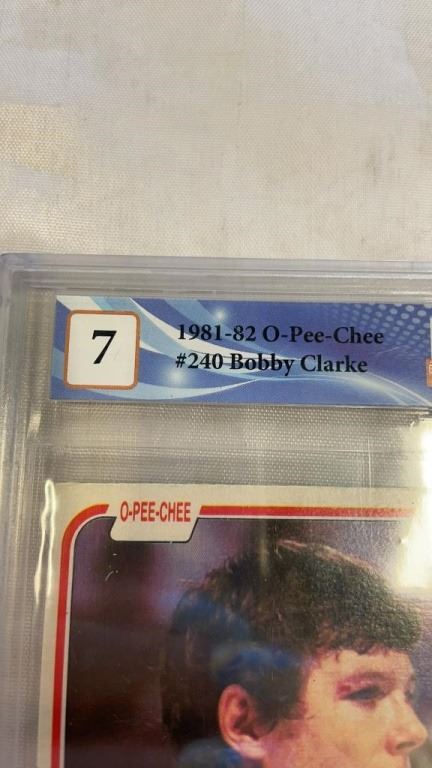 7
1981-82 O-Pee-Chee
#240 Bobby Clarke
O-PEE-CHEE